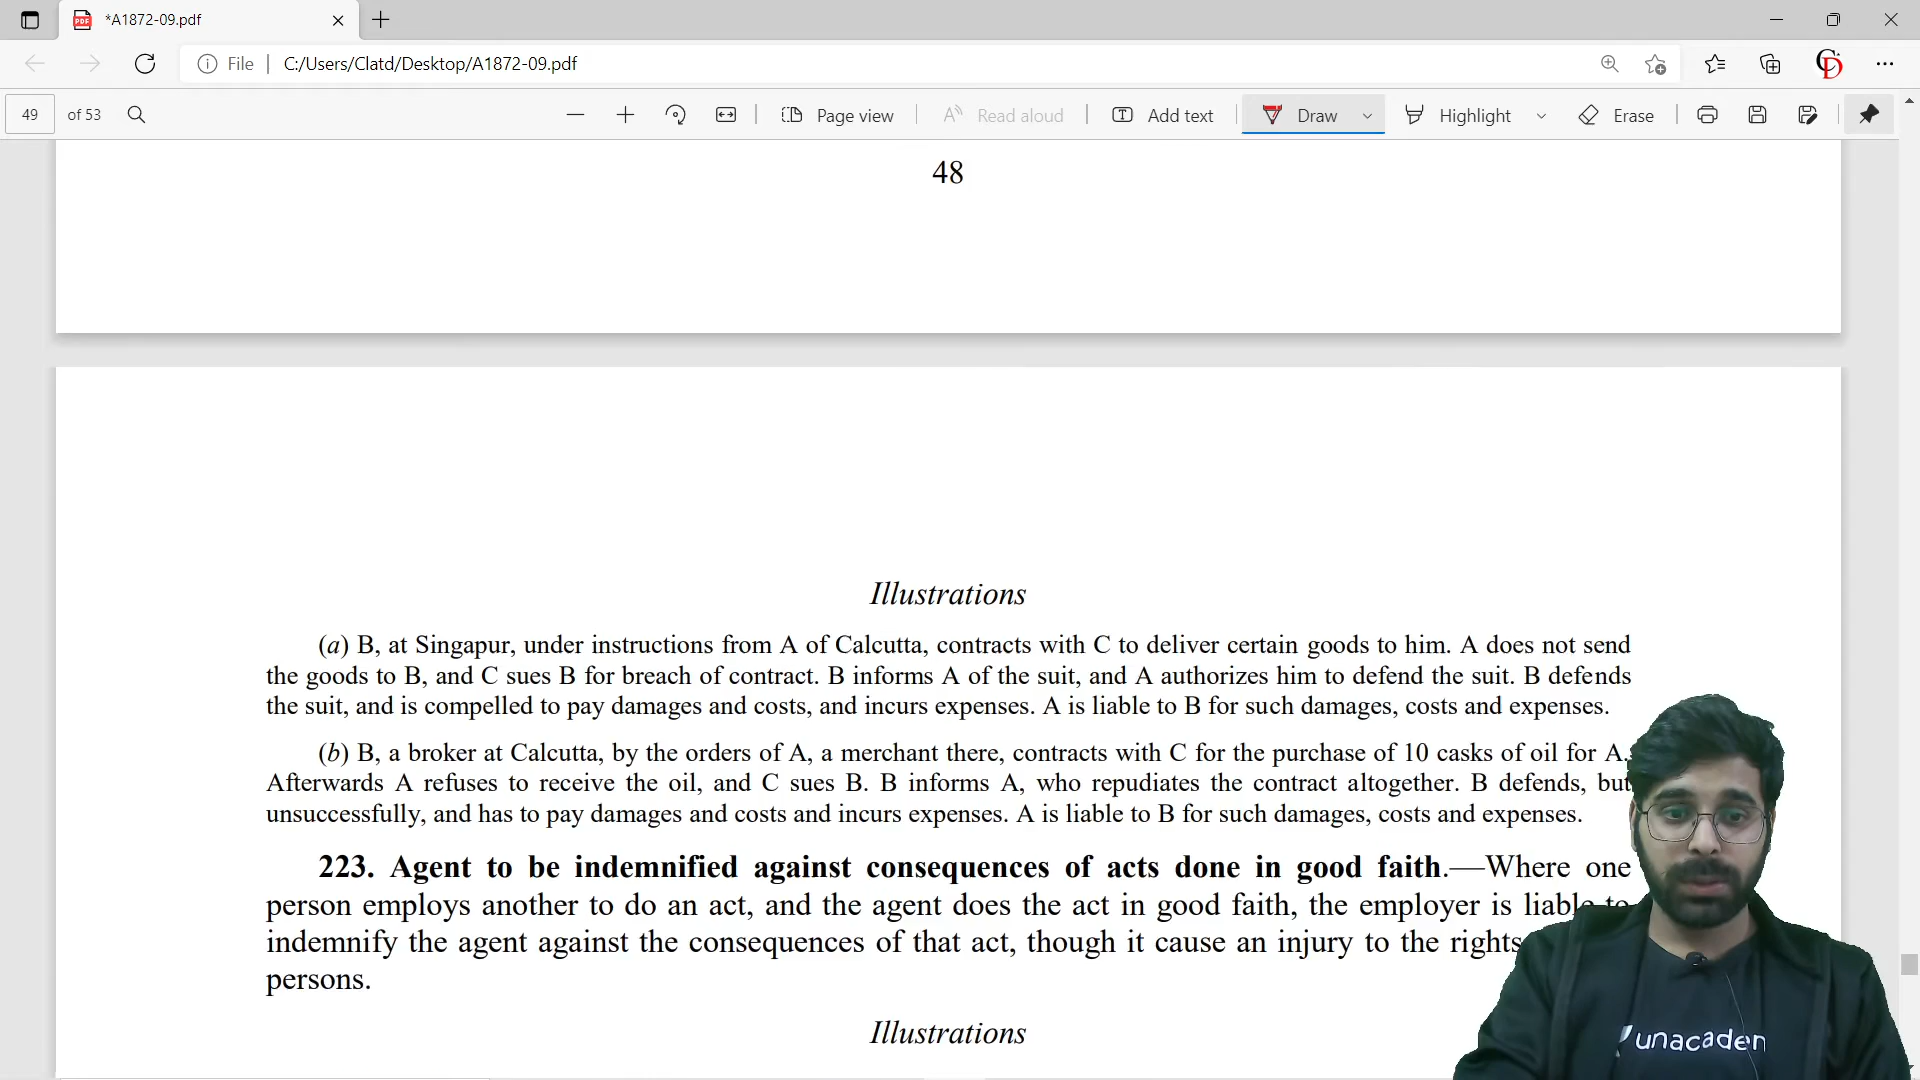 *A1872-09.pdf
File
C:/Users/Clatd/Desktop/A1872-09.pdf
CD
49 of 53
Page view
Read aloud
Add text
Draw
Highlight
Erase
48
Illustrations
(a) B, at Singapur, under instructions from A of Calcutta, contracts with C to deliver certain goods to him. A does not send
the goods to B, and C sues B for breach of contract. B informs A of the suit, and A authorizes him to defend the suit. B defends
the suit, and is compelled to pay damages and costs, and incurs expenses. A is liable to B for such damages, costs and expenses.
(b) B, a broker at Calcutta, by the orders of A, a merchant there, contracts with C for the purchase of 10 casks of oil for A.
Afterwards A refuses to receive the oil, and C sues B. B informs A, who repudiates the contract altogether. B defends, but
unsuccessfully, and has to pay damages and costs and incurs expenses. A is liable to B for such damages, costs and expenses.
223. Agent to be indemnified against consequences of acts done in good faith.—Where one
person employs another to do an act, and the agent does the act in good faith, the employer is liable to
indemnify the agent against the consequences of that act, though it cause an injury to the rights
persons.
Illustrations
unacadem